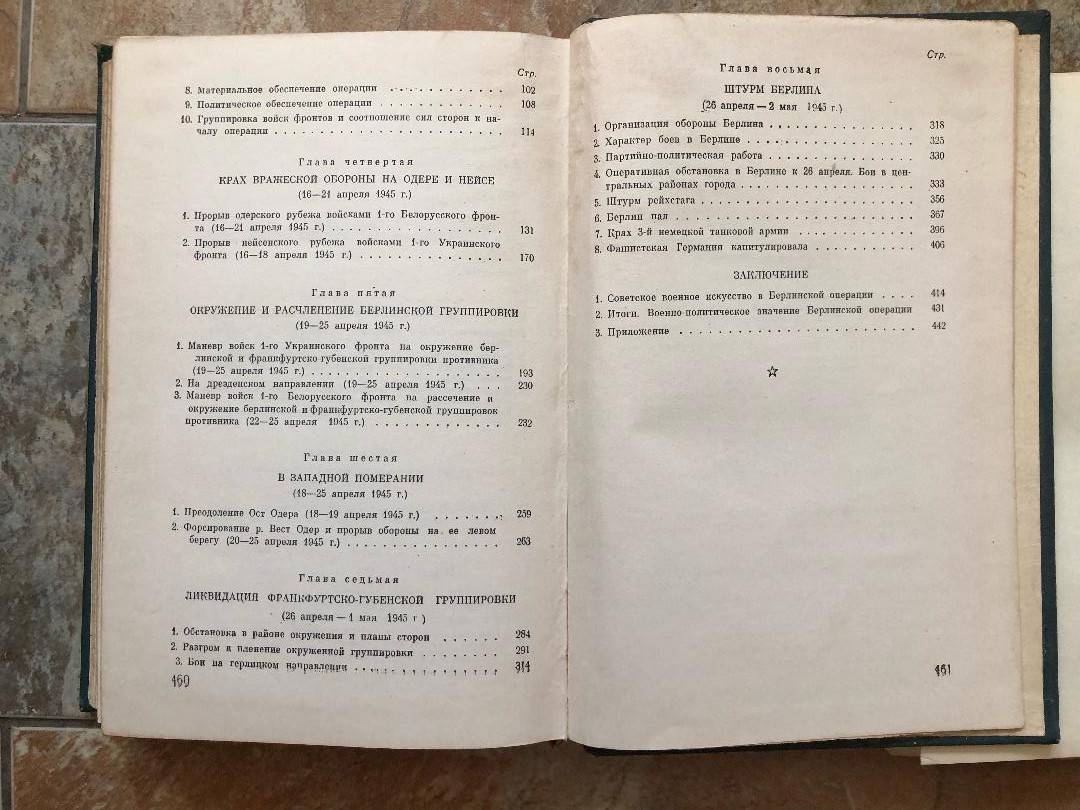 Стр.
8. Материальное обеспечение операции . . . . . . . . . . . . 102
9. Политическое обеспечение операции . . . . . . . . . . . . . 108
10. Группировка войск фронтов и соотношение сил сторон к на-
чалу операции . . . . . . . . . . . . . . . . . . . . . . . . 114
Глава четвертая
КРАХ ВРАЖЕСКОЙ ОБОРОНЫ НА ОДЕРЕ И НЕЙСЕ
(16—21 апреля 1945 г.)
1. Прорыв одерского рубежа войсками 1-го Белорусского фрон-
та (16—21 апреля 1945 г.) . . . . . . . . . . . . . . . . . . 131
2. Прорыв нейсенского рубежа войсками 1-го Украинского
фронта (16—18 апреля 1945 г.) . . . . . . . . . . . . . . . 170
Глава пятая
ОКРУЖЕНИЕ И РАСЧЛЕНЕНИЕ БЕРЛИНСКОЙ ГРУППИРОВКИ
(19—25 апреля 1945 г.)
1. Маневр войск 1-го Украинского фронта на окружение бер-
линской и франкфуртско-губенской группировки противника
(19—25 апреля 1945 г.) . . . . . . . . . . . . . . . . . . . . 193
2. На дрезденском направлении (19—25 апреля 1945 г.) . . . 230
3. Маневр войск 1-го Белорусского фронта на рассечение и
окружение берлинской и франкфуртско-губенской группировок
противника (22—25 апреля 1945 г.) . . . . . . . . . . . . . 232
Глава шестая
В ЗАПАДНОЙ ПОМЕРАНИИ
(18—25 апреля 1945 г.)
1. Преодоление Ост Одера (18—19 апреля 1945 г.) . . . . . . . 259
2. Форсирование р. Вест Одер и прорыв обороны на ее левом
берегу (20—25 апреля 1945 г.) . . . . . . . . . . . . . . . . 263
Глава седьмая
ЛИКВИДАЦИЯ ФРАНКФУРТСКО-ГУБЕНСКОЙ ГРУППИРОВКИ
(26 апреля — 1 мая 1945 г )
1. Обстановка в районе окружения и планы сторон . . . . . . 284
2. Разгром и пленение окруженной группировки . . . . . . . . 291
3. Бои на герлицком направлении . . . . . . . . . . . . . . . 314
460
Стр.
Глава восьмая
ШТУРМ БЕРЛИНА
(26 апреля — 2 мая 1945 г.)
1. Организация обороны Берлина . . . . . . . . . . . . . . . . 318
2. Характер боев в Берлине . . . . . . . . . . . . . . . . . . 325
3. Партийно-политическая работа . . . . . . . . . . . . . . . . 330
4. Оперативная обстановка в Берлине к 26 апреля. Бои в цен-
тральных районах города . . . . . . . . . . . . . . . . . . . 333
5. Штурм рейхстага . . . . . . . . . . . . . . . . . . . . . . 356
6. Берлин пал . . . . . . . . . . . . . . . . . . . . . . . . . 367
7. Крах 3-й немецкой танковой армии . . . . . . . . . . . . . . 396
8. Фашистская Германия капитулировала . . . . . . . . . . . . 406
ЗАКЛЮЧЕНИЕ
1. Советское военное искусство в Берлинской операции . . . . 414
2. Итоги. Военно-политическое значение Берлинской операции 431
3. Приложение . . . . . . . . . . . . . . . . . . . . . . . . . 442
461